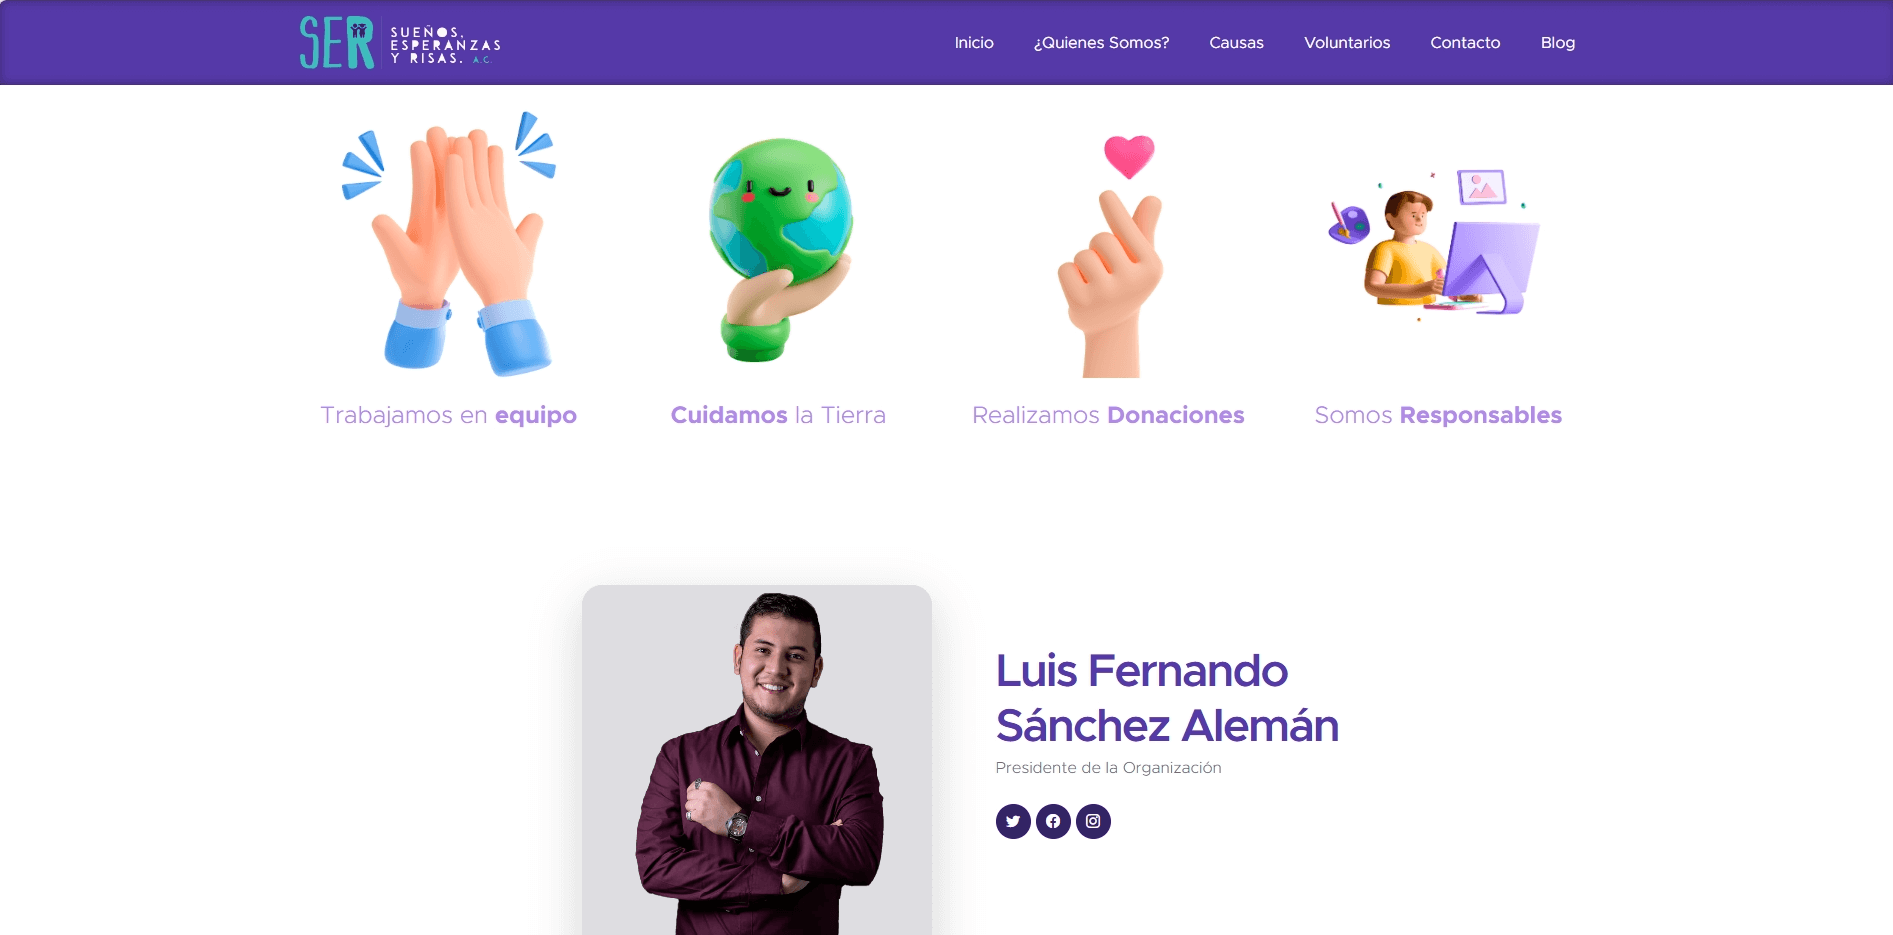 SER
SUEÑOS,
ESPERANZAS
Y RISAS. A.C.
Inicio
¿Quienes Somos?
Causas
Voluntarios
Contacto
Blog
Trabajamos en equipo
Cuidamos la Tierra
Realizamos Donaciones
Somos Responsables
Luis Fernando
Sánchez Alemán
Presidente de la Organización